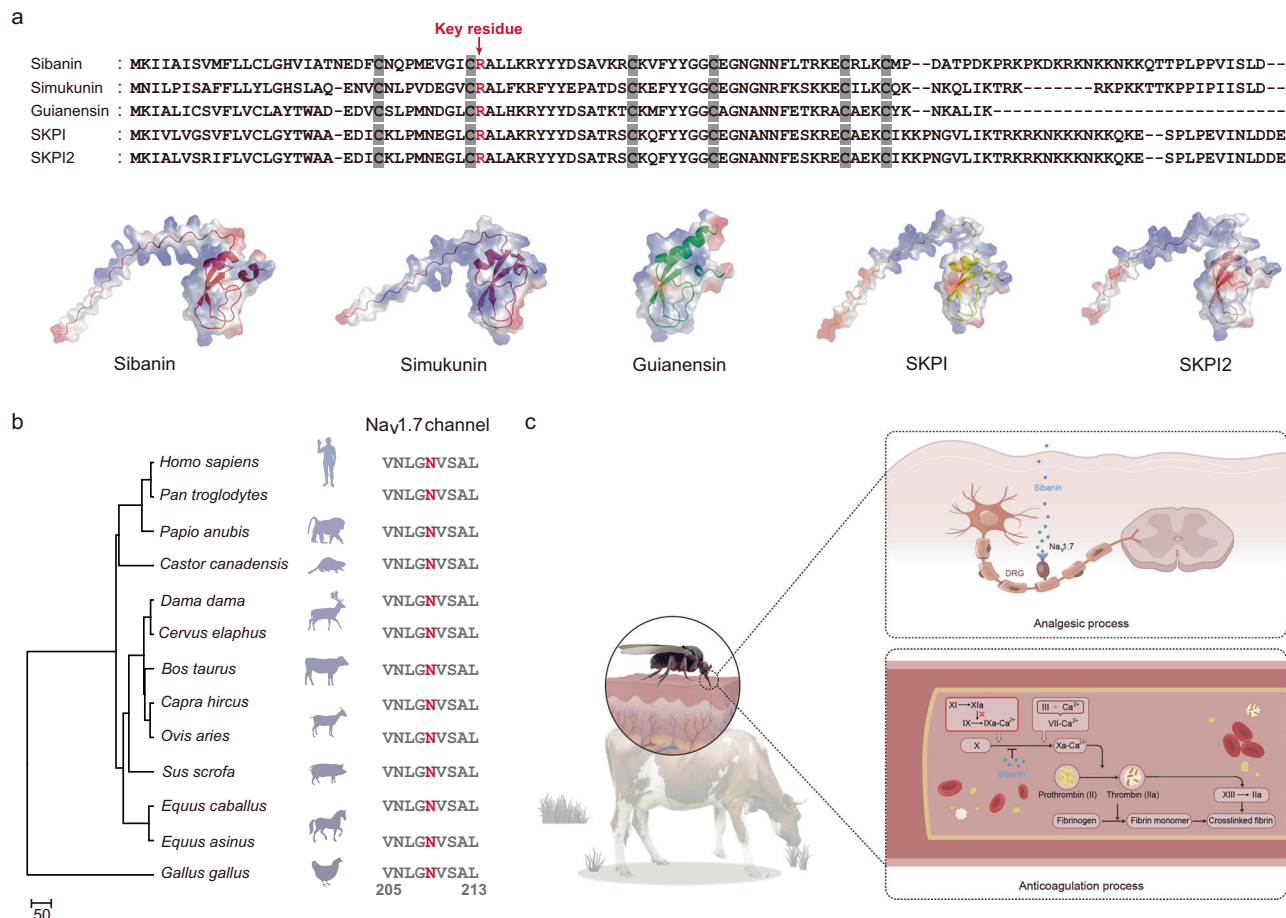 a
Key residue
Sibanin : MKIIAISVMFLLCLGHVIATNEDFCNQPMEVGICRALLKRYYYDSAVKRCKVFYYGGCEGNGNNFLTRKECRLKCMP--DATPDKPRKPKDKRKNKKNKKQTTPLPPVISLD--
Simukunin : MNILPISAFFLLYLGHSLAQ-ENVCNLPVDEGVCRALFKRFYYEPATDSCKEFYYGGCEGNGNRFKSKKECILKCQK--NKQLIKTRK------RKPKKTTKPPIPIISLD--
Guianensin : MKIALICSVFLVCLAYTWAD-EDVCSLPMNDGLCRALHKRYYYDSATKTCKMFYYGGCEGNANNFETKRACAEKCYK--NKALIK
SKPI : MKIVLVGSVFLVCLGYTWAA-EDICKLPMNEGLCRALAKRYYYDSATRSCKQFYYGGCEGNANNFESKRECAEKCIKKPNGVLIKTRKRKNKKKNKKQKE--SPLPEVINLDDE
SKPI2 : MKIALVSRIFLVCLGYTWAA-EDICKLPMNEGLCRALAKRYYYDSATRSCKQFYYGGCEGNANNFESKRECAEKCIKKPNGVLIKTRKRKNKKKNKKQKE--SPLPEVINLDDE
Sibanin Simukunin Guianensin SKPI SKPI2
b
Nav1.7 channel
Homo sapiens VNLGNVSAL
Pan troglodytes VNLGNVSAL
Papio anubis VNLGNVSAL
Castor canadensis VNLGNVSAL
Dama dama VNLGNVSAL
Cervus elaphus VNLGNVSAL
Bos taurus VNLGNVSAL
Capra hircus VNLGNVSAL
Ovis aries VNLGNVSAL
Sus scrofa VNLGNVSAL
Equus caballus VNLGNVSAL
Equus asinus VNLGNVSAL
Gallus gallus VNLGNVSAL
205 213
50
c
Sibanin
Nav1.7
DRG
Analgesic process
XI → XIa
IX → IXa-Ca²⁺
III + Ca²⁺
VII-Ca²⁺
X
Xa-Ca²⁺
Sibanin
Prothrombin (II)
Thrombin (IIa)
XIII → IIa
Fibrinogen
Fibrin monomer
Crosslinked fibrin
Anticoagulation process